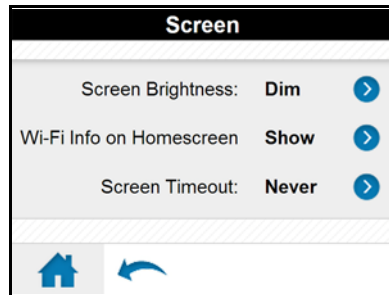 Screen
Screen Brightness: Dim
Wi-Fi Info on Homescreen Show
Screen Timeout: Never